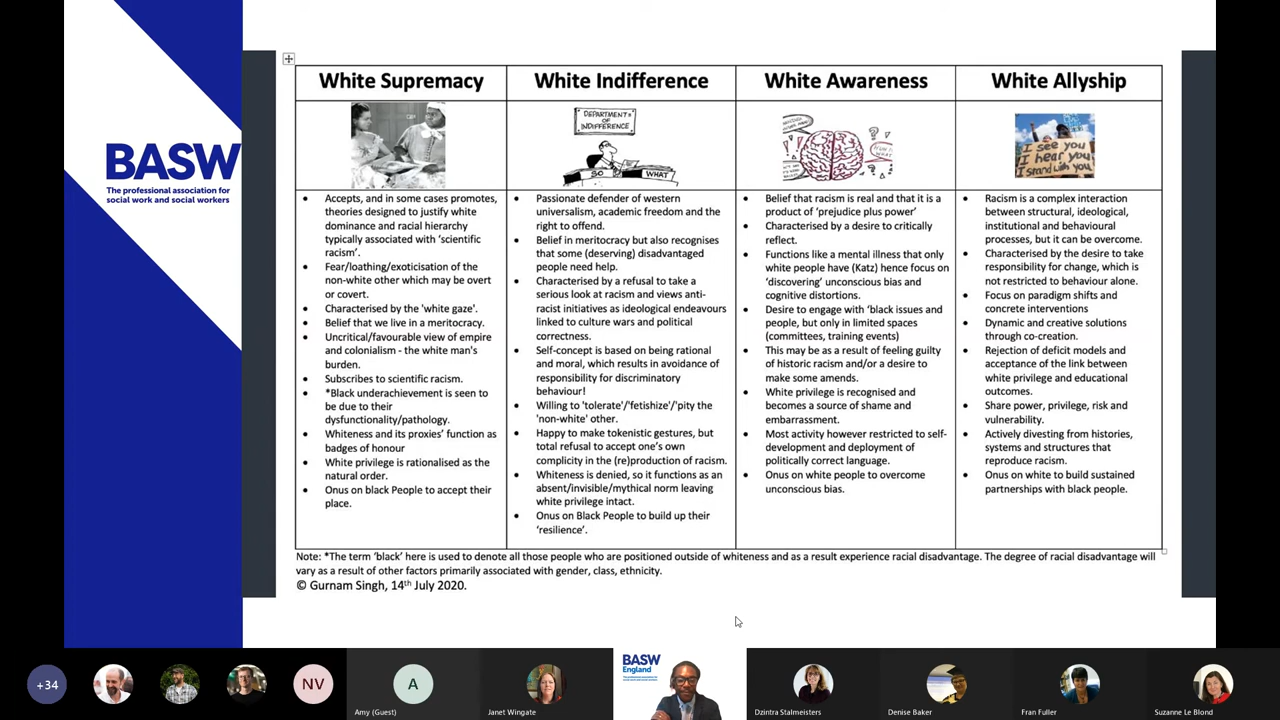 BASW
The professional association for
social work and social workers
White Supremacy
White Indifference
White Awareness
White Allyship
DEPARTMENT
OF
INDIFFERENCE
SO
WHAT
I SEE YOU
I HEAR YOU
I stand with YOU
• Accepts, and in some cases promotes,
theories designed to justify white
dominance and racial hierarchy
typically associated with ‘scientific
racism’.
• Fear/loathing/exoticisation of the
non-white other which may be overt
or covert.
• Characterised by the 'white gaze'.
• Belief that we live in a meritocracy.
• Uncritical/favourable view of empire
and colonialism - the white man's
burden.
• Subscribes to scientific racism.
• *Black underachievement is seen to
be due to their
dysfunctionality/pathology.
• Whiteness and its proxies’ function as
badges of honour
• White privilege is rationalised as the
natural order.
• Onus on black People to accept their
place.
• Passionate defender of western
universalism, academic freedom and the
right to offend.
• Belief in meritocracy but also recognises
that some (deserving) disadvantaged
people need help.
• Characterised by a refusal to take a
serious look at racism and views anti-
racist initiatives as ideological endeavours
linked to culture wars and political
correctness.
• Self-concept is based on being rational
and moral, which results in avoidance of
responsibility for discriminatory
behaviour!
• Willing to 'tolerate'/'fetishize'/'pity the
'non-white' other.
• Happy to make tokenistic gestures, but
total refusal to accept one's own
complicity in the (re)production of racism.
• Whiteness is denied, so it functions as an
absent/invisible/mythical norm leaving
white privilege intact.
• Onus on Black People to build up their
‘resilience’.
• Belief that racism is real and that it is a
product of ‘prejudice plus power’
• Characterised by a desire to critically
reflect.
• Functions like a mental illness that only
white people have (Katz) hence focus on
‘discovering’ unconscious bias and
cognitive distortions.
• Desire to engage with ‘black issues and
people, but only in limited spaces
(committees, training events)
• This may be as a result of feeling guilty
of historic racism and/or a desire to
make some amends.
• White privilege is recognised and
becomes a source of shame and
embarrassment.
• Most activity however restricted to self-
development and deployment of
politically correct language.
• Onus on white people to overcome
unconscious bias.
• Racism is a complex interaction
between structural, ideological,
institutional and behavioural
processes, but it can be overcome.
• Characterised by the desire to take
responsibility for change, which is
not restricted to behaviour alone.
• Focus on paradigm shifts and
concrete interventions
• Dynamic and creative solutions
through co-creation.
• Rejection of deficit models and
acceptance of the link between
white privilege and educational
outcomes.
• Share power, privilege, risk and
vulnerability.
• Actively divesting from histories,
systems and structures that
reproduce racism.
• Onus on white to build sustained
partnerships with black people.
Note: *The term ‘black’ here is used to denote all those people who are positioned outside of whiteness and as a result experience racial disadvantage. The degree of racial disadvantage will
vary as a result of other factors primarily associated with gender, class, ethnicity.
© Gurnam Singh, 14th July 2020.
+34
NV
A
Amy (Guest)
Janet Wingate
BASW
England
Dzintra Stalmeisters
Denise Baker
Fran Fuller
Suzanne Le Blond